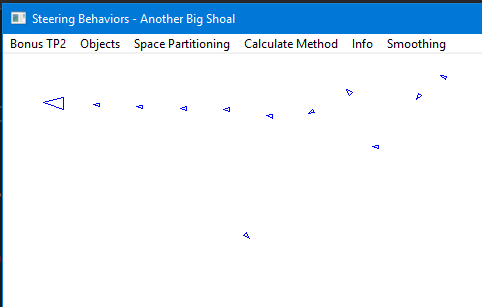 Steering Behaviors - Another Big Shoal
Bonus TP2 Objects Space Partitioning Calculate Method Info Smoothing